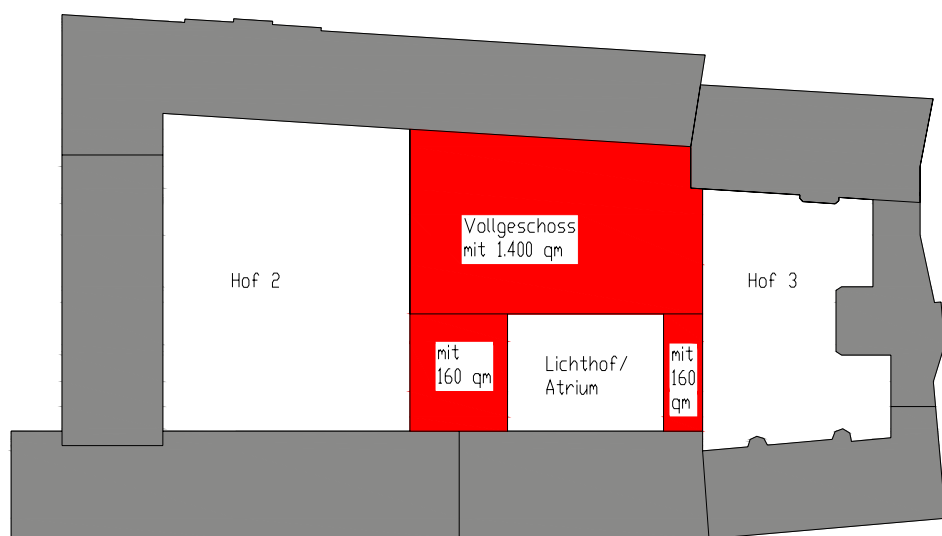 Vollgeschoss
mit 1.400 qm
Hof 2
Hof 3
mit
160 qm
Lichthof/
Atrium
mit
160
qm